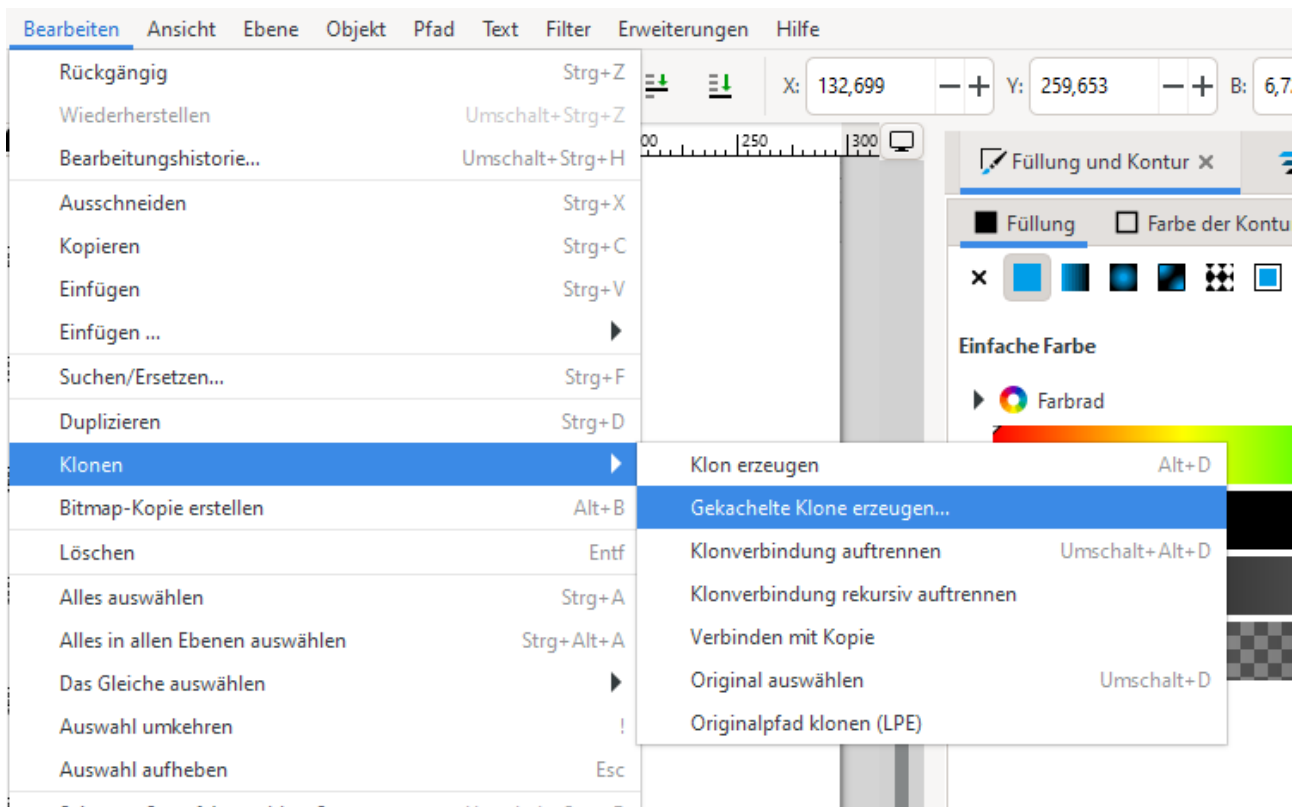 Bearbeiten Ansicht Ebene Objekt Pfad Text Filter Erweiterungen Hilfe
X: 132,699 Y: 259,653 B:
Rückgängig Strg+Z
Wiederherstellen Umschalt+Strg+Z
Bearbeitungshistorie... Umschalt+Strg+H
250 300
Füllung und Kontur
Ausschneiden Strg+X
Füllung Farbe der
Kopieren Strg+C
Einfügen Strg+V
Einfügen ...
Einfache Farbe
Suchen/Ersetzen... Strg+F
Farbrad
Duplizieren Strg+D
Klonen
Klon erzeugen Alt+D
Bitmap-Kopie erstellen Alt+B
Gekachelte Klone erzeugen...
Löschen Entf
Klonverbindung auftrennen Umschalt+Alt+D
Alles auswählen Strg+A
Klonverbindung rekursiv auftrennen
Alles in allen Ebenen auswählen Strg+Alt+A
Verbinden mit Kopie
Das Gleiche auswählen
Original auswählen Umschalt+D
Auswahl umkehren !
Originalpfad klonen (LPE)
Auswahl aufheben Esc